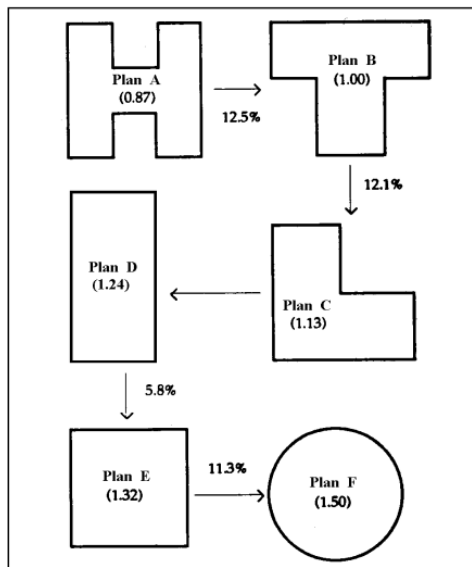 Plan A
(0.87)
12.5%
Plan B
(1.00)
12.1%
Plan C
(1.13)
Plan D
(1.24)
5.8%
Plan E
(1.32)
11.3%
Plan F
(1.50)